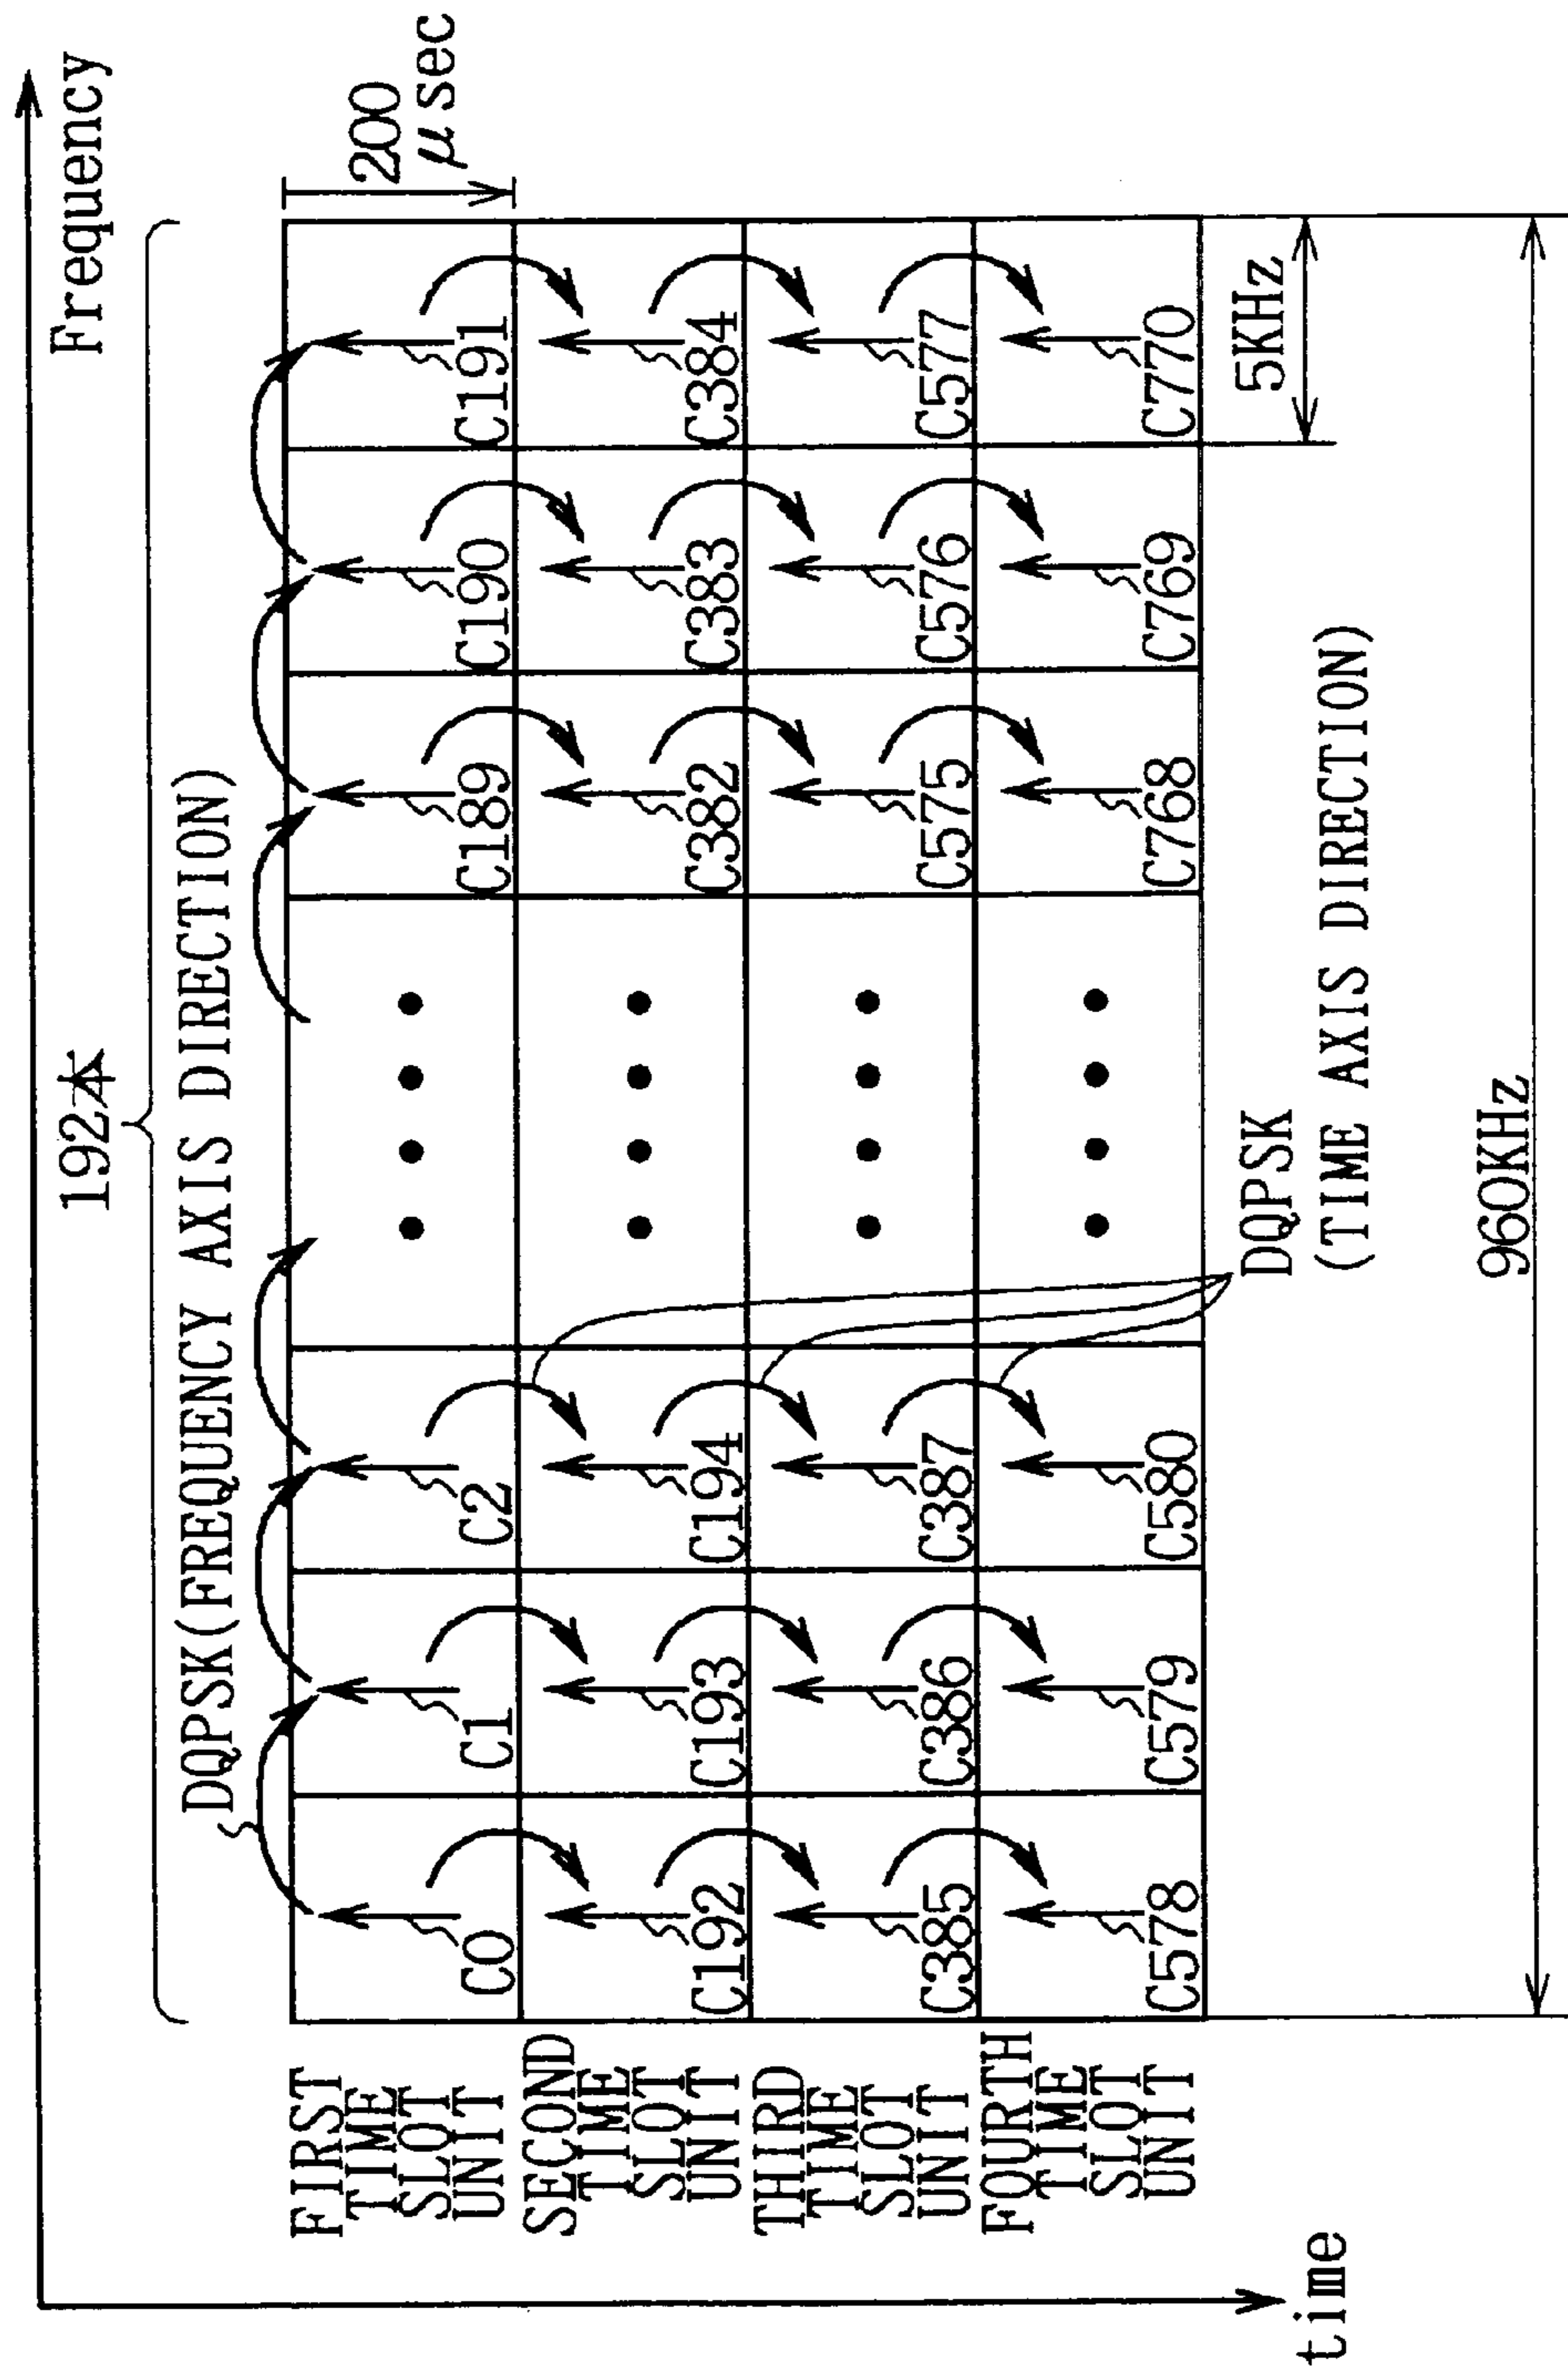 Frequency
192本
DQPSK(FREQUENCY AXIS DIRECTION)
200
μsec
FIRST
TIME
SLOT
UNIT
C0
C1
C2
C189
C190
C191
SECOND
TIME
SLOT
UNIT
C192
C193
C194
C382
C383
C384
THIRD
TIME
SLOT
UNIT
C385
C386
C387
C575
C576
C577
FOURTH
TIME
SLOT
UNIT
C578
C579
C580
C768
C769
C770
5KHz
DQPSK
(TIME AXIS DIRECTION)
960KHz
time